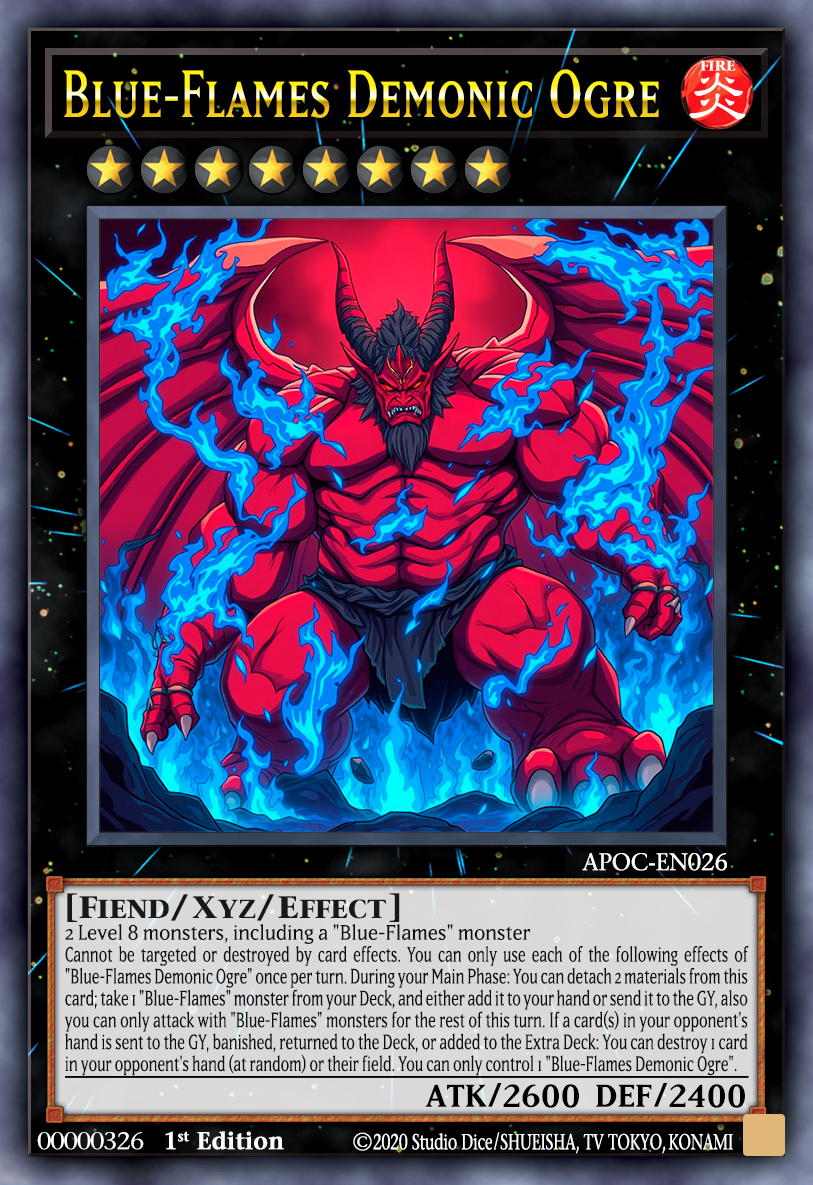 Blue-Flames Demonic Ogre
FIRE
炎
[Fiend/Xyz/Effect]
APOC-EN026
2 Level 8 monsters, including a "Blue-Flames" monster
Cannot be targeted or destroyed by card effects. You can only use each of the following effects of
"Blue-Flames Demonic Ogre" once per turn. During your Main Phase: You can detach 2 materials from this
card; take 1 "Blue-Flames" monster from your Deck, and either add it to your hand or send it to the GY, also
you can only attack with "Blue-Flames" monsters for the rest of this turn. If a card(s) in your opponent's
hand is sent to the GY, banished, returned to the Deck, or added to the Extra Deck: You can destroy 1 card
in your opponent's hand (at random) or their field. You can only control 1 "Blue-Flames Demonic Ogre".
ATK/2600 DEF/2400
00000326 1st Edition ©2020 Studio Dice/SHUEISHA, TV TOKYO, KONAMI